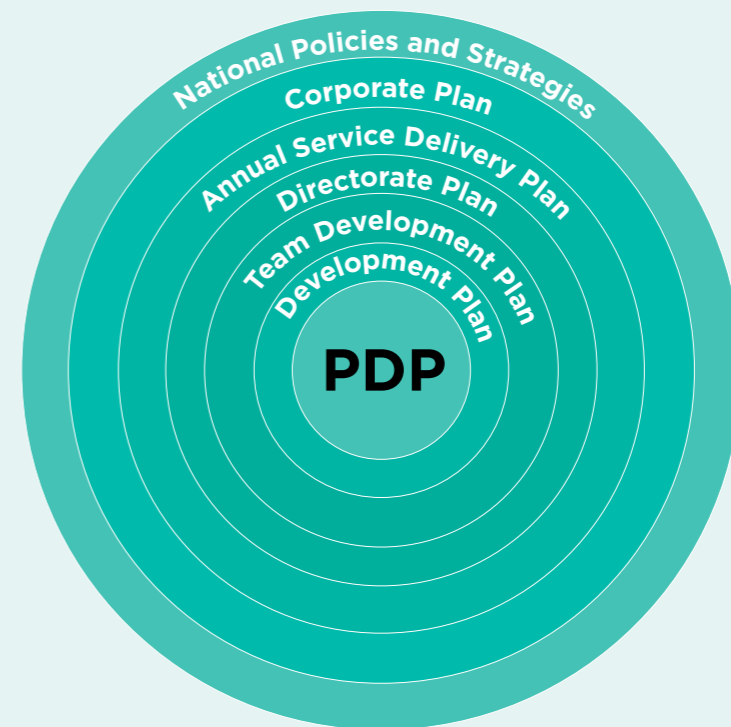 National Policies and Strategies
Corporate Plan
Annual Service Delivery Plan
Directorate Plan
Team Development Plan
Development Plan
PDP